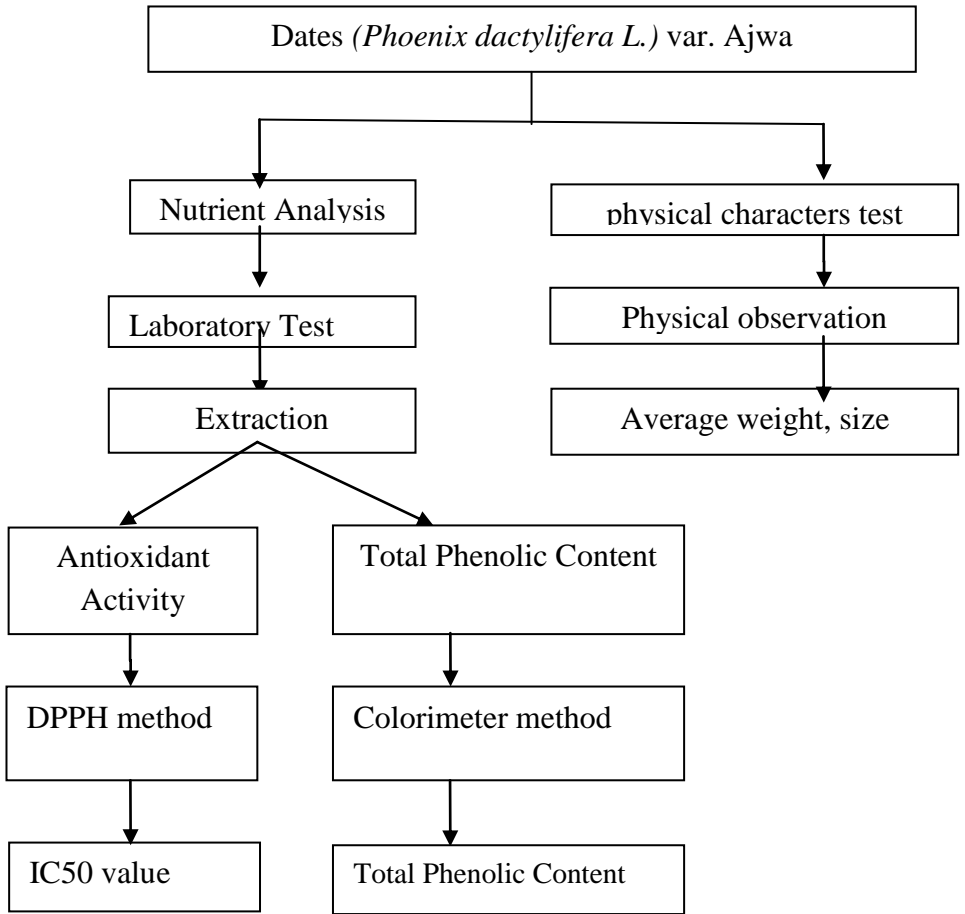 Dates (Phoenix dactylifera L.) var. Ajwa
Nutrient Analysis
physical characters test
Laboratory Test
Physical observation
Extraction
Average weight, size
Antioxidant
Activity
Total Phenolic Content
DPPH method
Colorimeter method
IC50 value
Total Phenolic Content